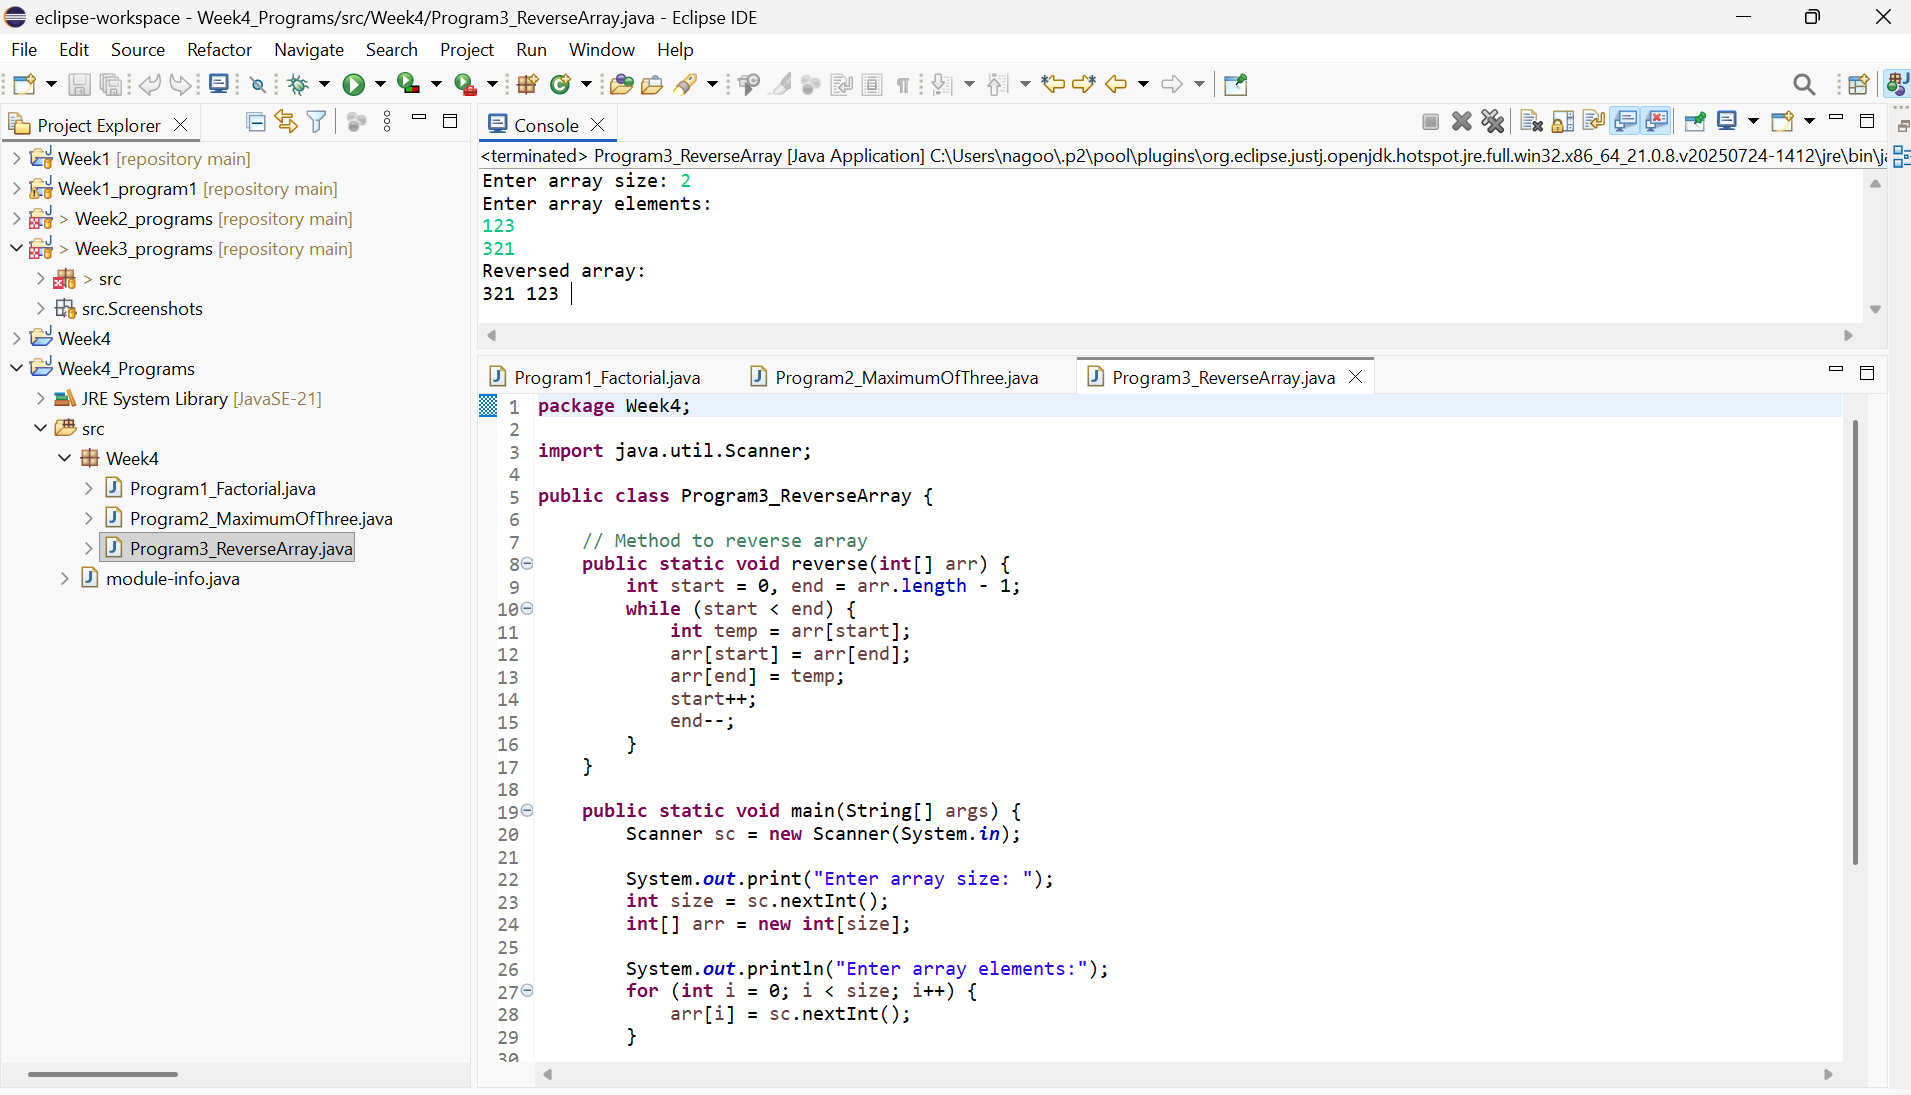 eclipse-workspace - Week4_Programs/src/Week4/Program3_ReverseArray.java - Eclipse IDE
File Edit Source Refactor Navigate Search Project Run Window Help
Project Explorer
Week1 [repository main]
Week1_program1 [repository main]
> Week2_programs [repository main]
> Week3_programs [repository main]
> src
src.Screenshots
Week4
Week4_Programs
JRE System Library [JavaSE-21]
src
Week4
Program1_Factorial.java
Program2_MaximumOfThree.java
Program3_ReverseArray.java
module-info.java
Console
<terminated> Program3_ReverseArray [Java Application] C:\Users\nagoo\.p2\pool\plugins\org.eclipse.justj.openjdk.hotspot.jre.full.win32.x86_64_21.0.8.v20250724-1412\jre\bin\
Enter array size: 2
Enter array elements:
123
321
Reversed array:
321 123
Program1_Factorial.java Program2_MaximumOfThree.java Program3_ReverseArray.java
1 package Week4;
2
3 import java.util.Scanner;
4
5 public class Program3_ReverseArray {
6
7     // Method to reverse array
8     public static void reverse(int[] arr) {
9         int start = 0, end = arr.length - 1;
10         while (start < end) {
11             int temp = arr[start];
12             arr[start] = arr[end];
13             arr[end] = temp;
14             start++;
15             end--;
16         }
17     }
18
19     public static void main(String[] args) {
20         Scanner sc = new Scanner(System.in);
21
22         System.out.print("Enter array size: ");
23         int size = sc.nextInt();
24         int[] arr = new int[size];
25
26         System.out.println("Enter array elements:");
27         for (int i = 0; i < size; i++) {
28             arr[i] = sc.nextInt();
29         }
30